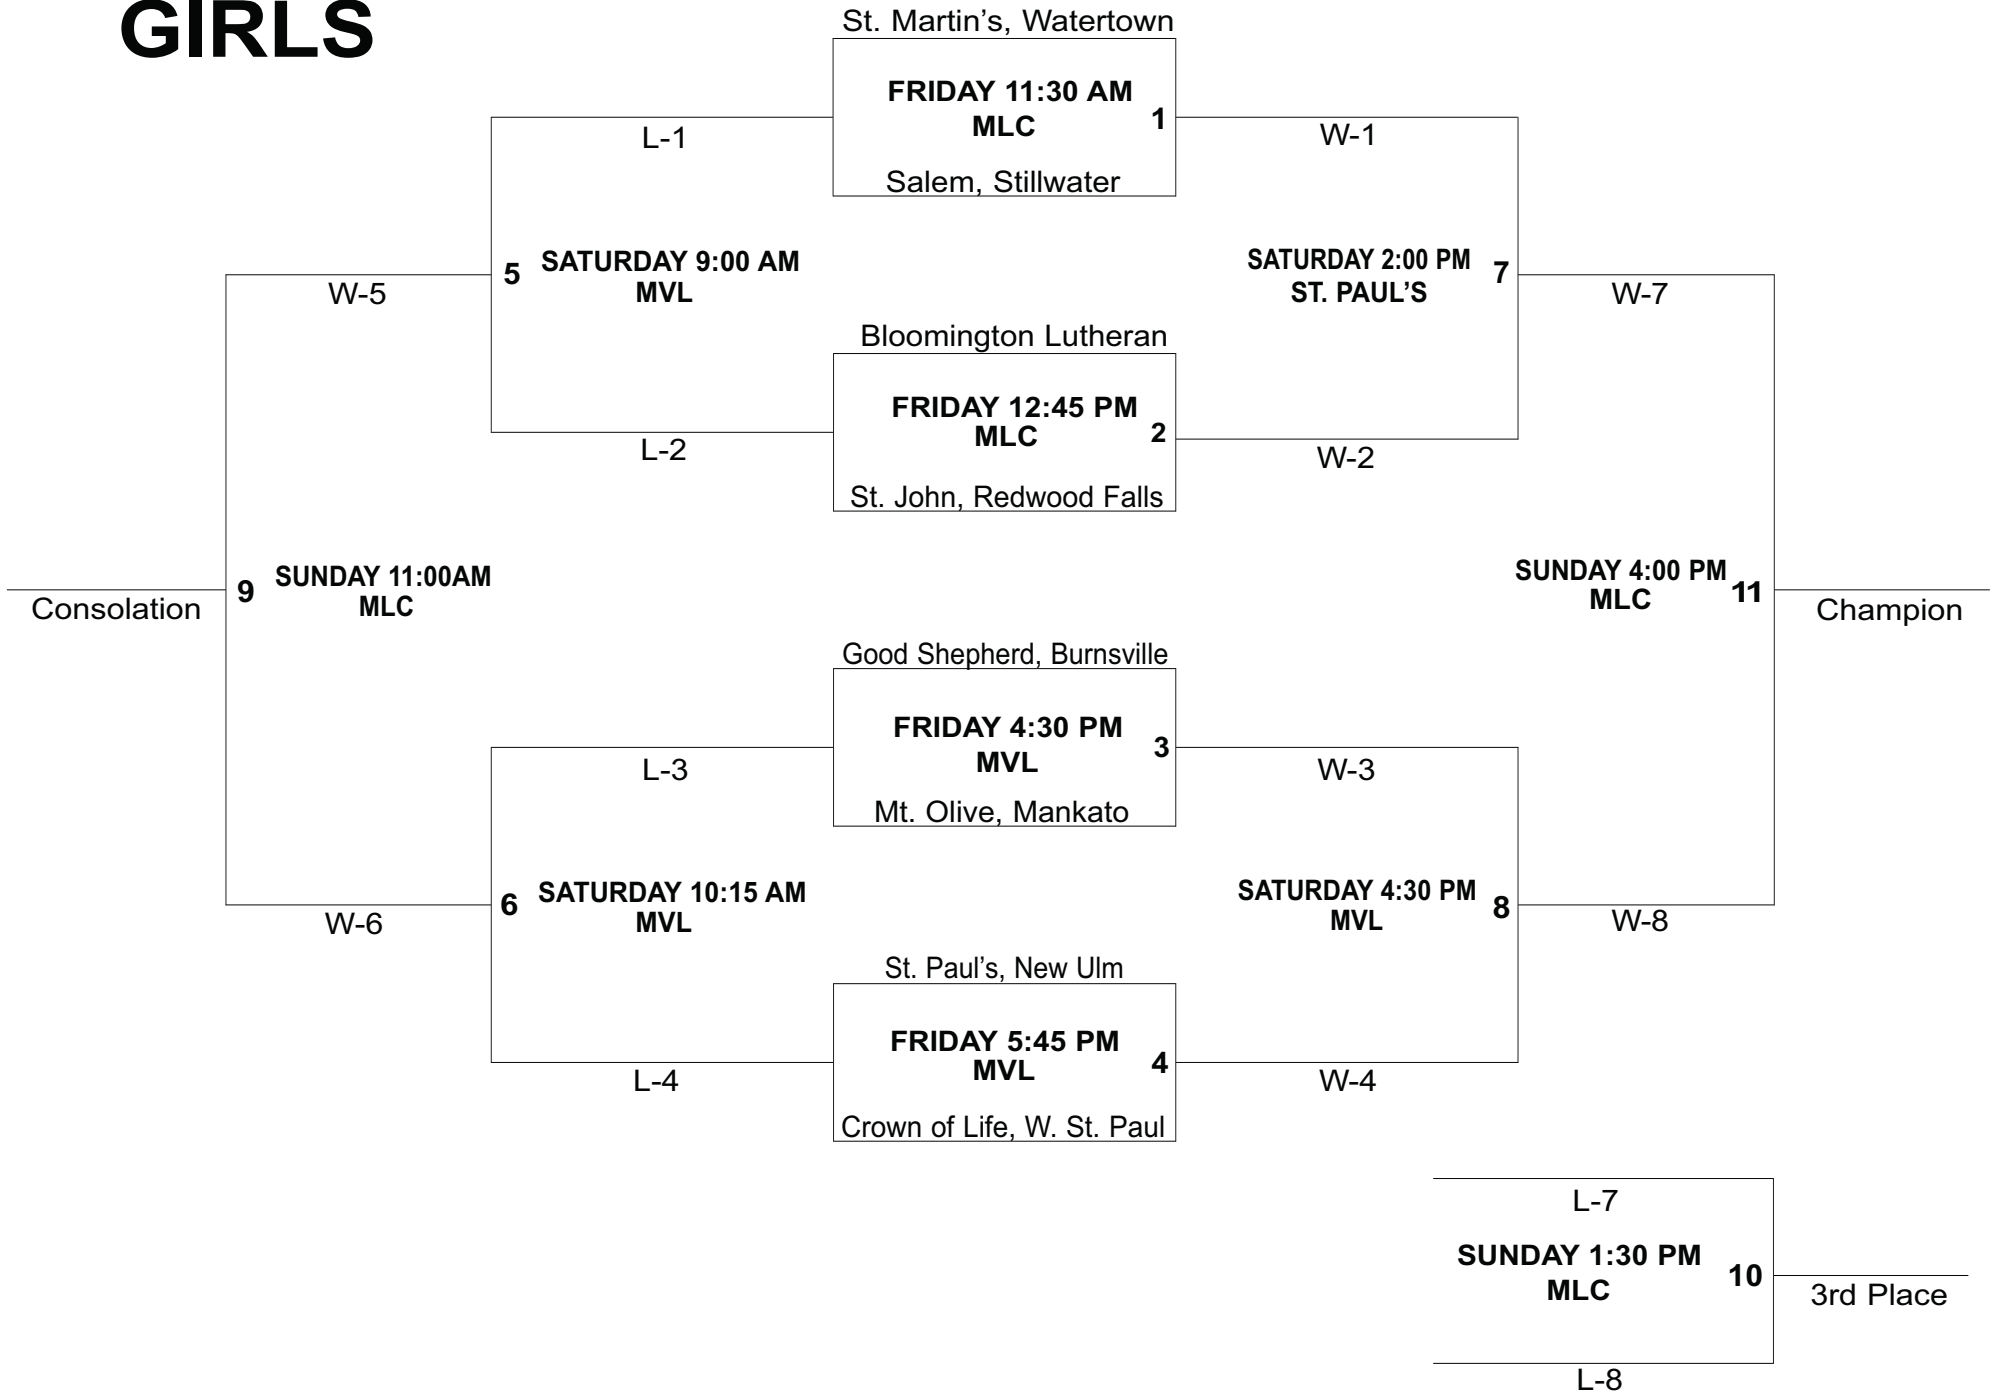 GIRLS
St. Martin’s, Watertown
FRIDAY 11:30 AM
MLC
1
Salem, Stillwater
L-1
W-1
5
SATURDAY 9:00 AM
MVL
SATURDAY 2:00 PM
ST. PAUL’S
7
W-5
W-7
Bloomington Lutheran
FRIDAY 12:45 PM
MLC
2
St. John, Redwood Falls
L-2
W-2
9
SUNDAY 11:00AM
MLC
Consolation
SUNDAY 4:00 PM
MLC
11
Champion
Good Shepherd, Burnsville
FRIDAY 4:30 PM
MVL
3
Mt. Olive, Mankato
L-3
W-3
6
SATURDAY 10:15 AM
MVL
SATURDAY 4:30 PM
MVL
8
W-6
W-8
St. Paul’s, New Ulm
FRIDAY 5:45 PM
MVL
4
Crown of Life, W. St. Paul
L-4
W-4
L-7
SUNDAY 1:30 PM
MLC
10
3rd Place
L-8